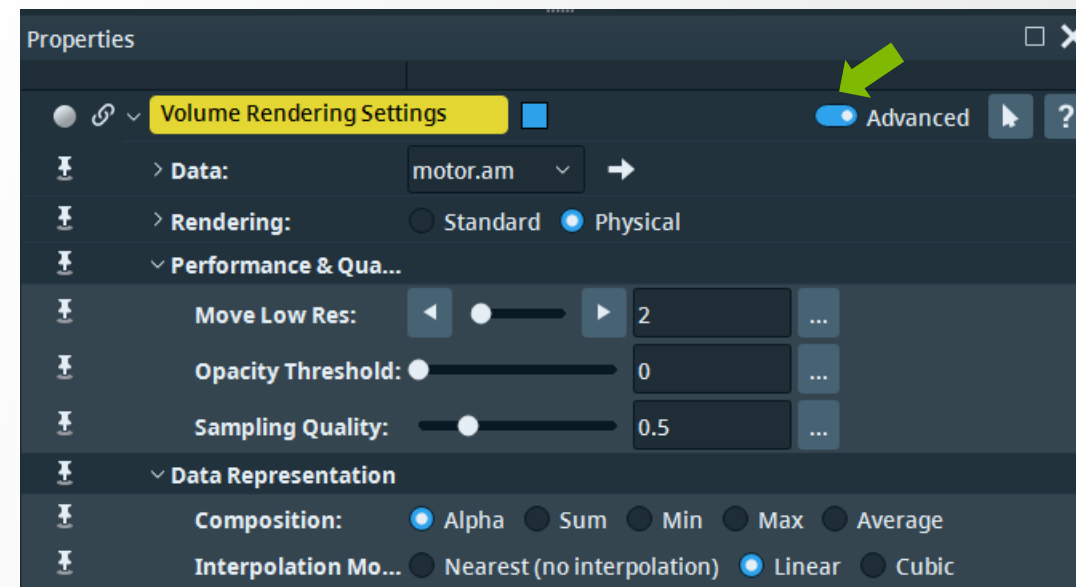 Properties
Volume Rendering Settings Advanced ?
Data: motor.am
Rendering: Standard Physical
Performance & Qua...
Move Low Res: 2 ...
Opacity Threshold: 0 ...
Sampling Quality: 0.5 ...
Data Representation
Composition: Alpha Sum Min Max Average
Interpolation Mo... Nearest (no interpolation) Linear Cubic